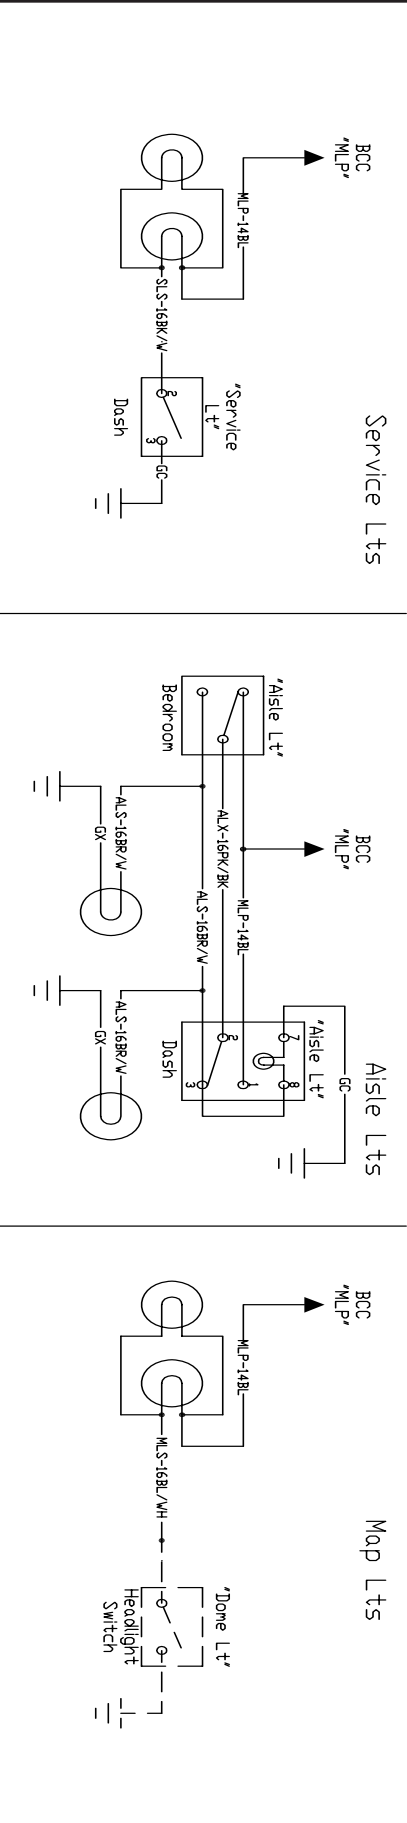 Service Lts
BCC
"MLP"
MLP-14BL
SLS-16BK/W
"Service
Lt"
2
3
Dash
GC
Aisle Lts
BCC
"MLP"
"Aisle Lt"
Bedroom
MLP-14BL
ALX-16PK/BK
ALS-16BR/W
ALS-16BR/W
GX
ALS-16BR/W
GX
"Aisle Lt"
7
8
1
2
3
Dash
GC
Map Lts
BCC
"MLP"
MLP-14BL
MLS-16BL/WH
"Dome Lt"
Headlight
Switch